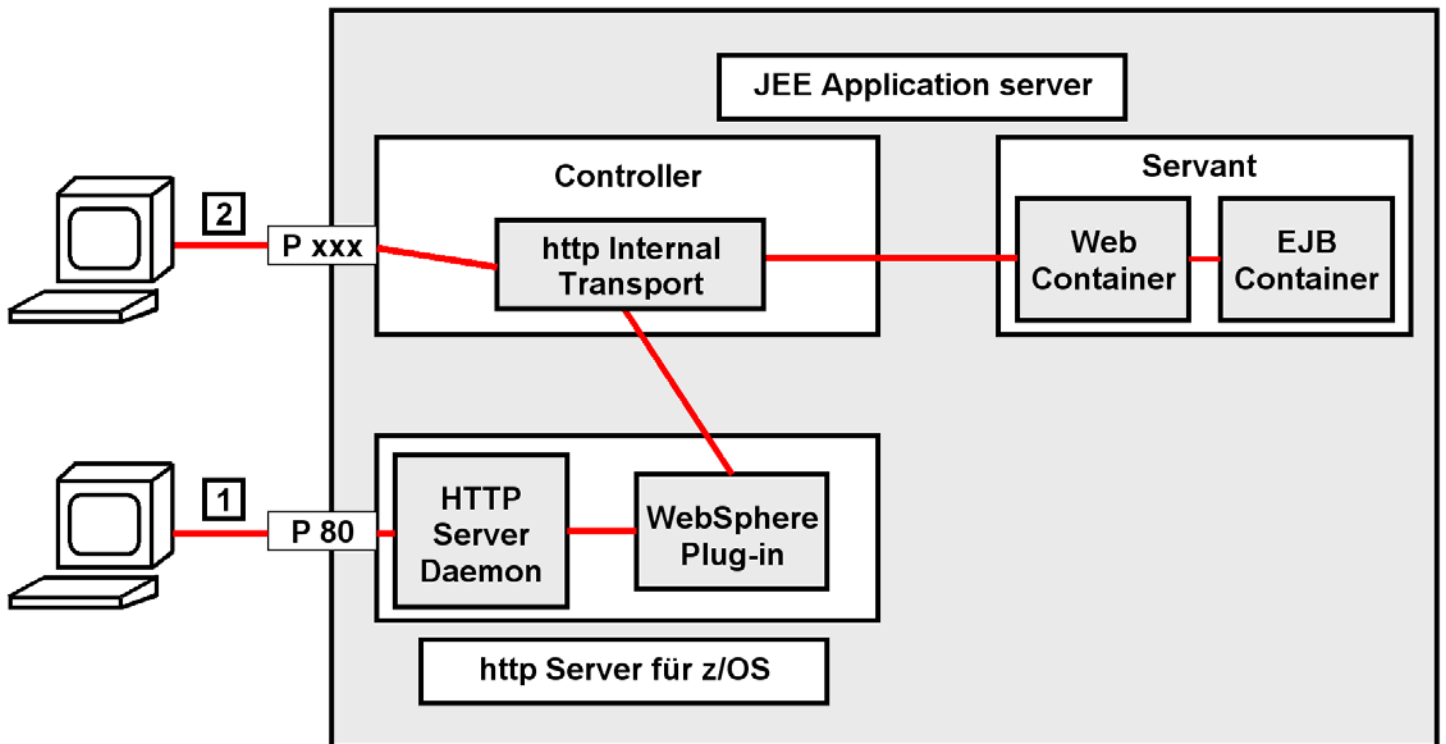 JEE Application server
Controller
Servant
2
P xxx
http Internal
Transport
Web
Container
EJB
Container
1
P 80
HTTP
Server
Daemon
WebSphere
Plug-in
http Server für z/OS